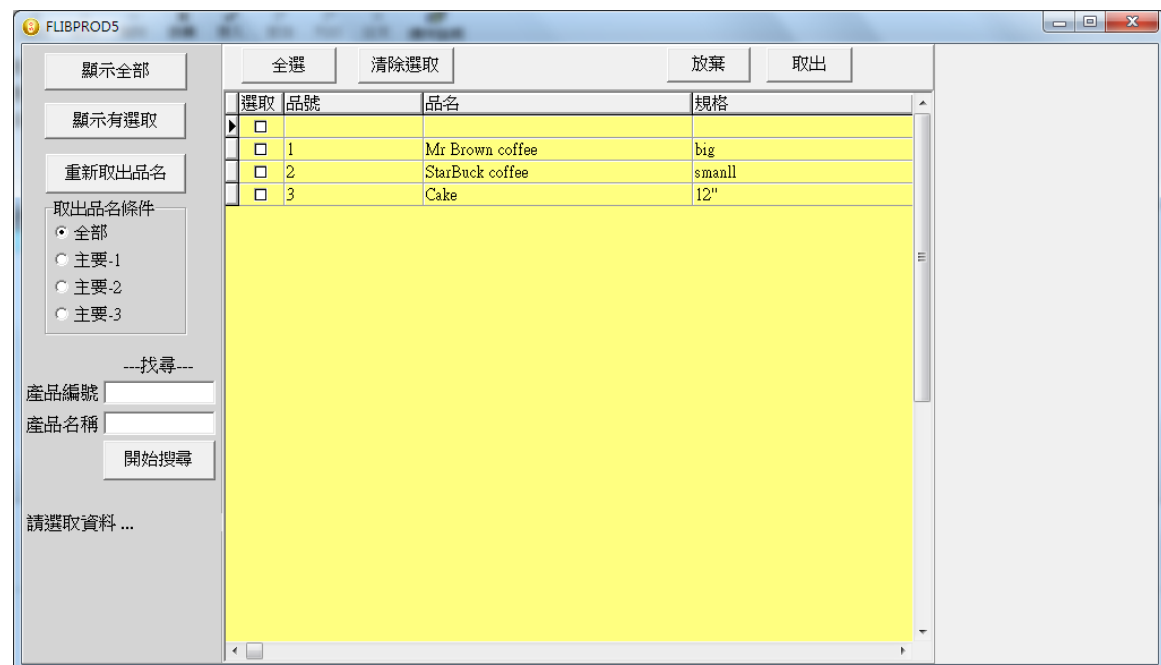 FLIBPROD5
顯示全部
顯示有選取
重新取出品名
取出品名條件
全部
主要-1
主要-2
主要-3
---找尋---
產品編號
產品名稱
開始搜尋
請選取資料 ...
全選 清除選取 放棄 取出
選取 品號 品名 規格
1 Mr Brown coffee big
2 StarBuck coffee smanll
3 Cake 12"